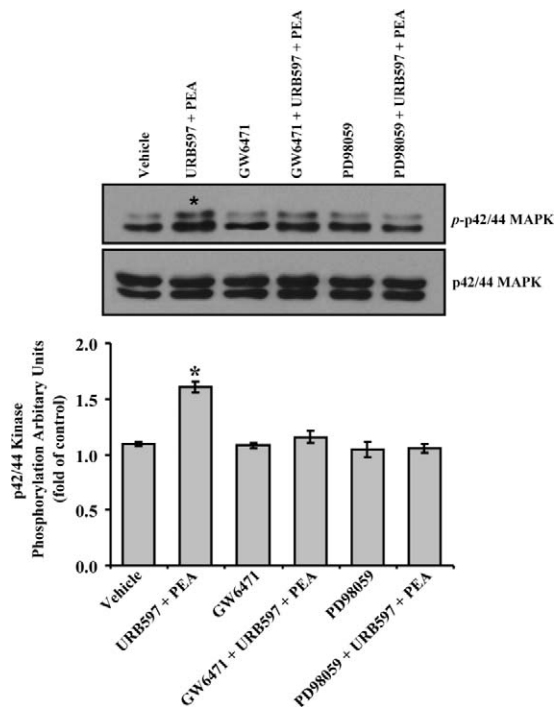 Vehicle
URB597 + PEA
GW6471
GW6471 + URB597 + PEA
PD98059
PD98059 + URB597 + PEA
*
p-p42/44 MAPK
p42/44 MAPK
p42/44 Kinase
Phosphorylation Arbitary Units
(fold of control)
2.0
1.5
1.0
0.5
0.0
*
Vehicle
URB597 + PEA
GW6471
GW6471 + URB597 + PEA
PD98059
PD98059 + URB597 + PEA